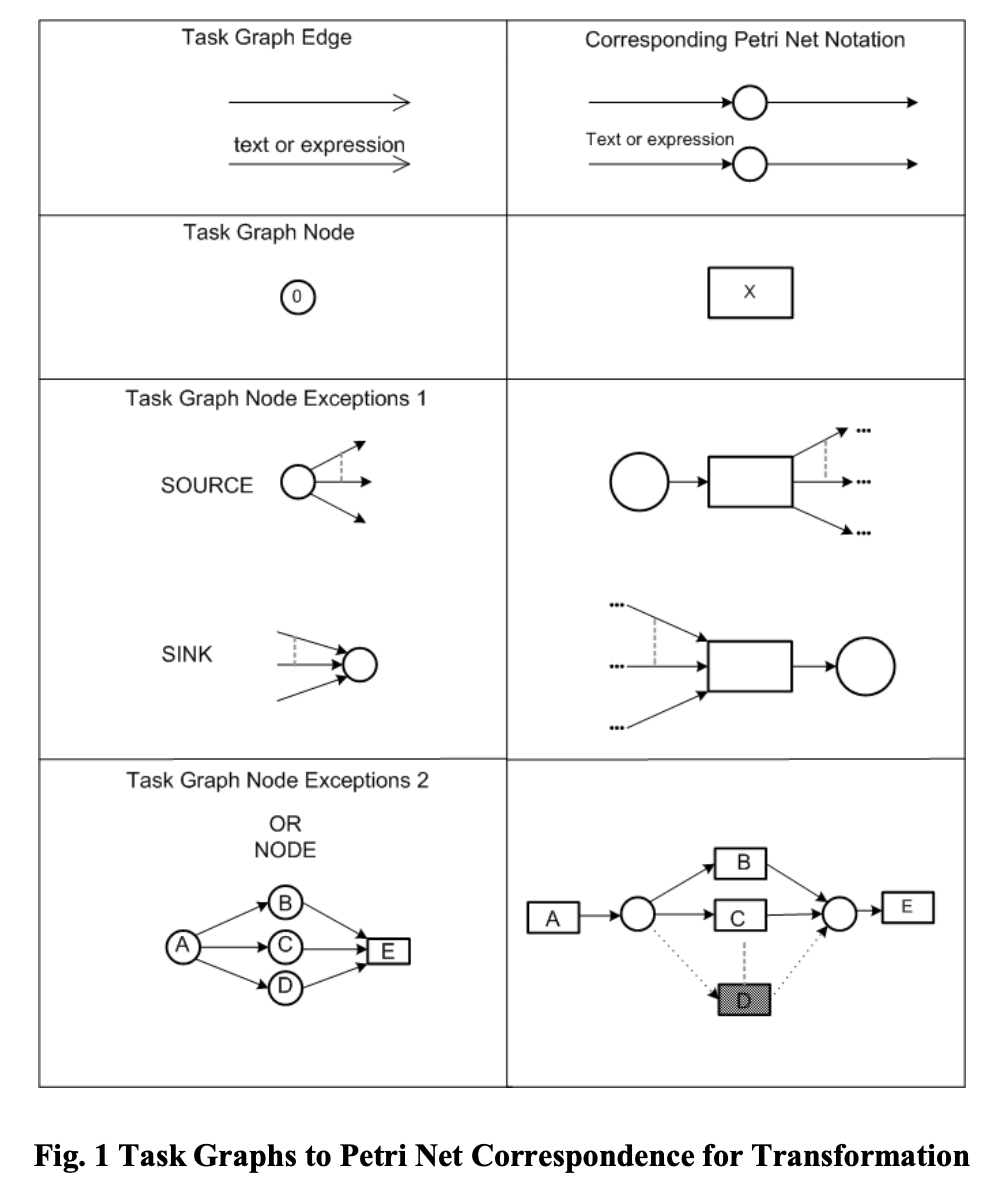 Task Graph Edge
Corresponding Petri Net Notation
text or expression
Text or expression
Task Graph Node
0
X
Task Graph Node Exceptions 1
SOURCE
...
...
...
SINK
...
...
...
Task Graph Node Exceptions 2
OR
NODE
A
B
C
D
E
A
B
C
D
E
Fig. 1 Task Graphs to Petri Net Correspondence for Transformation